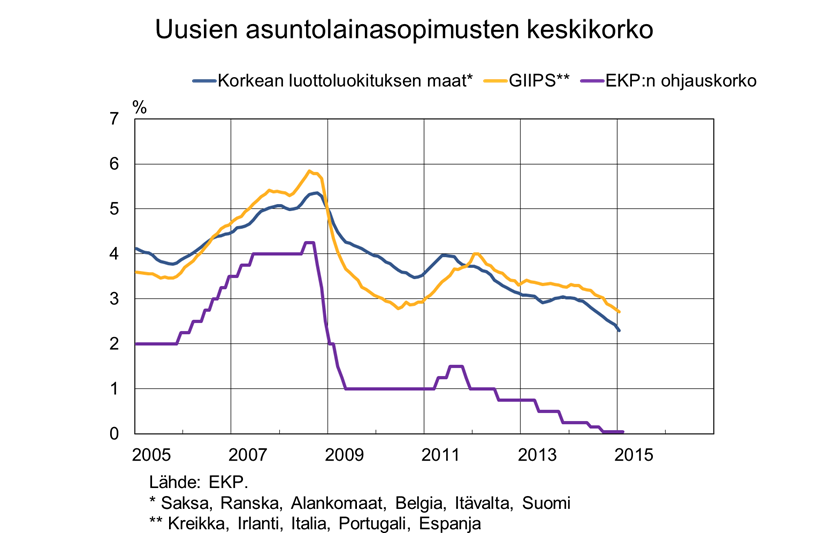 Uusien asuntolainasopimusten keskikorko
Korkean luottoluokituksen maat* GIIPS** EKP:n ohjauskorko
%
7
6
5
4
3
2
1
0
2005 2007 2009 2011 2013 2015
Lähde: EKP.
* Saksa, Ranska, Alankomaat, Belgia, Itävalta, Suomi
** Kreikka, Irlanti, Italia, Portugali, Espanja